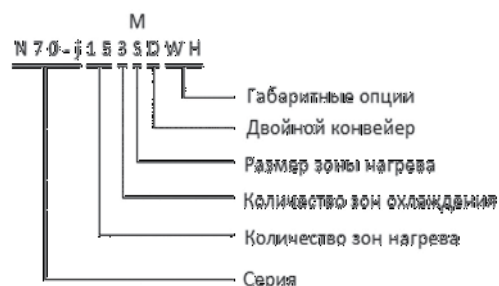 M
N70-j153SDWH
Габаритные опции
Двойной конвейер
Размер зоны нагрева
Количество зон охлаждения
Количество зон нагрева
Серия